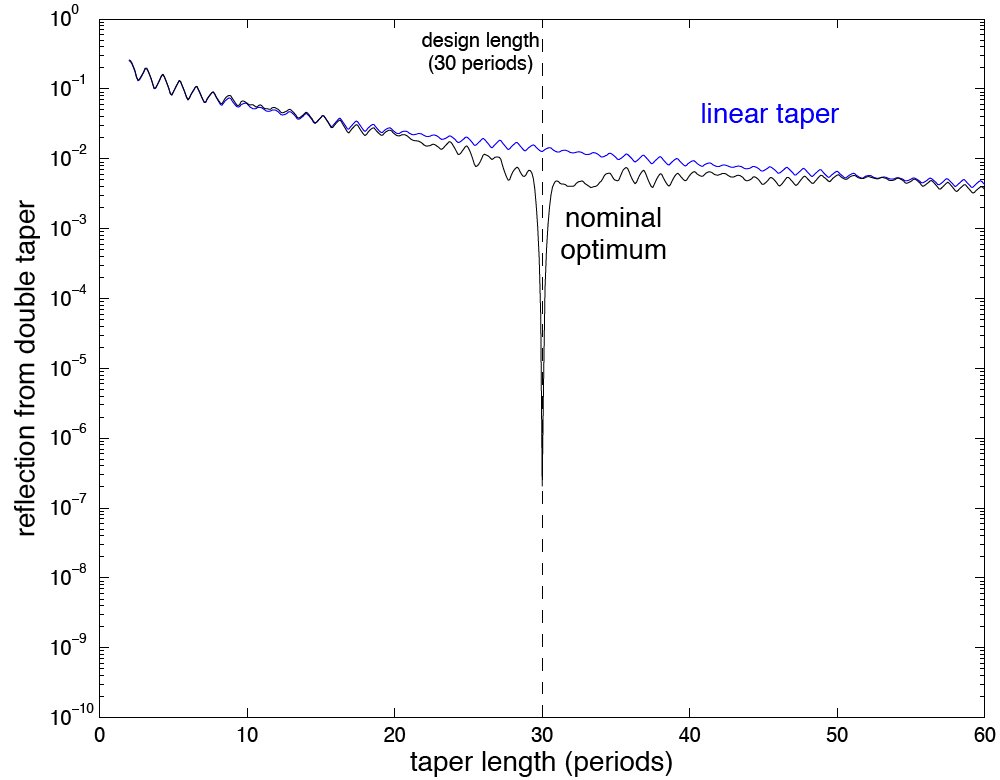 10^0
10^−1
10^−2
10^−3
10^−4
10^−5
10^−6
10^−7
10^−8
10^−9
10^−10
reflection from double taper
design length
(30 periods)
linear taper
nominal
optimum
0
10
20
30
40
50
60
taper length (periods)